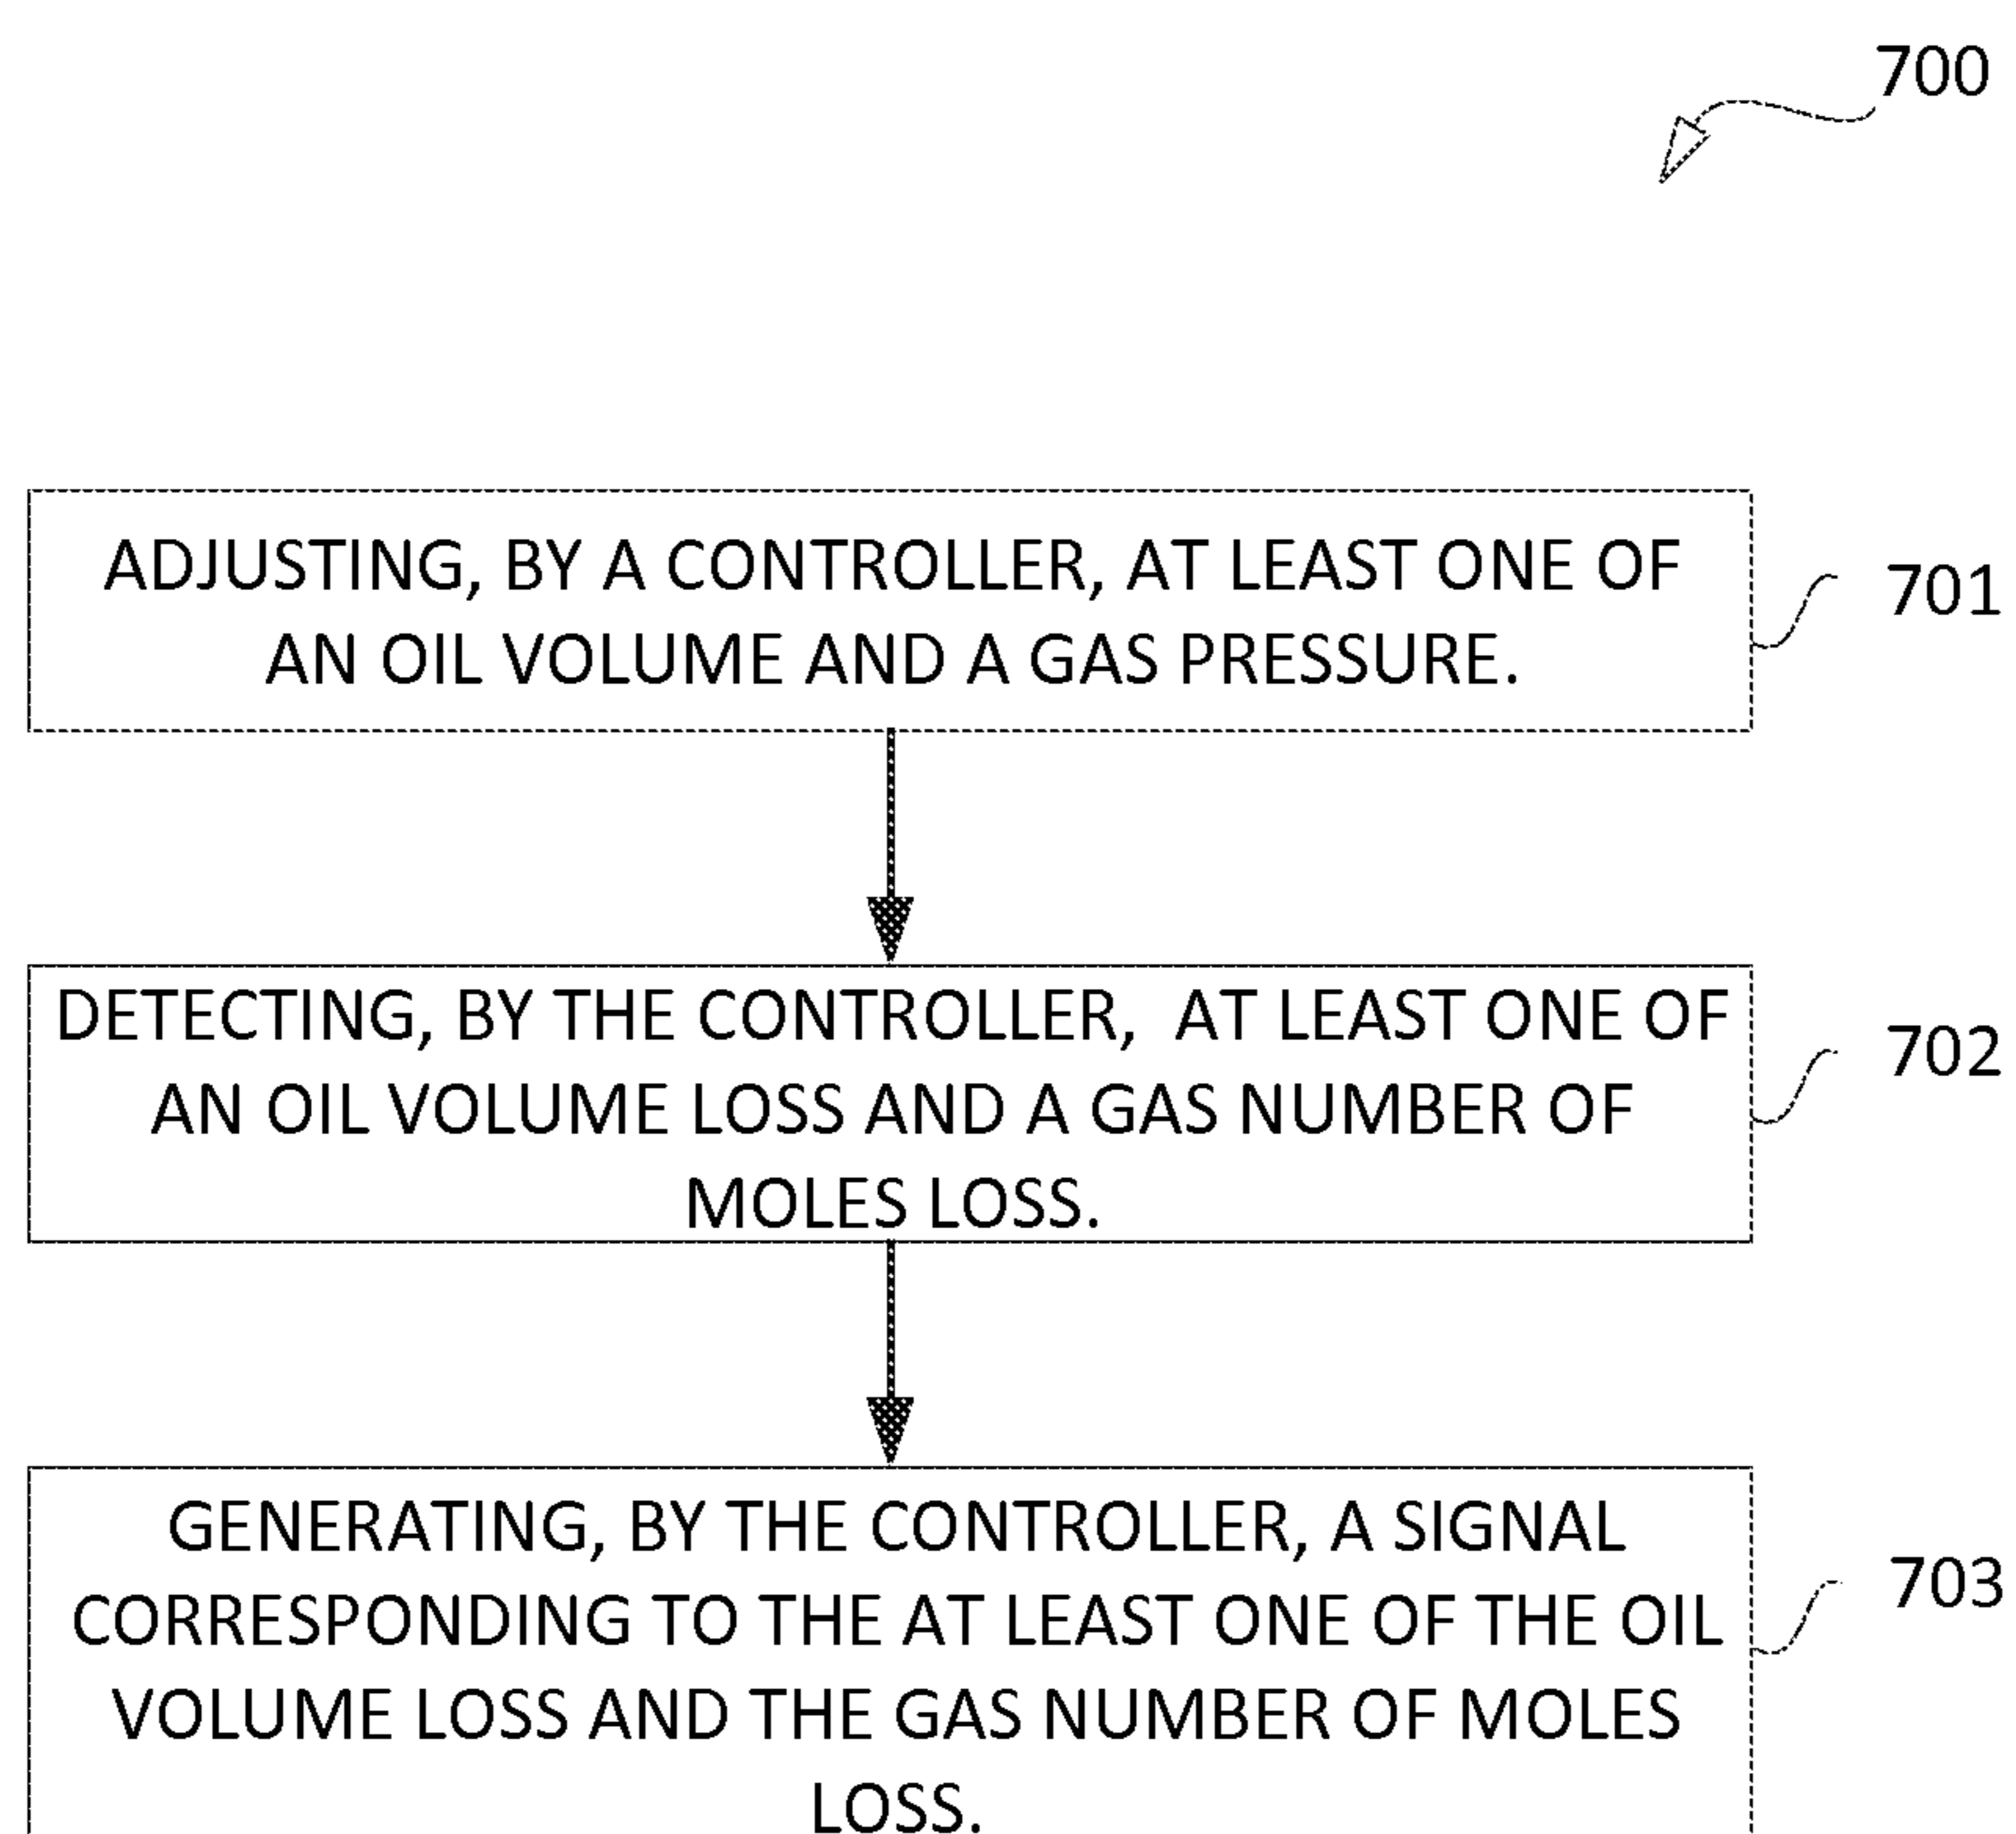 700
ADJUSTING, BY A CONTROLLER, AT LEAST ONE OF
AN OIL VOLUME AND A GAS PRESSURE.
701
DETECTING, BY THE CONTROLLER, AT LEAST ONE OF
AN OIL VOLUME LOSS AND A GAS NUMBER OF
MOLES LOSS.
702
GENERATING, BY THE CONTROLLER, A SIGNAL
CORRESPONDING TO THE AT LEAST ONE OF THE OIL
VOLUME LOSS AND THE GAS NUMBER OF MOLES
LOSS.
703